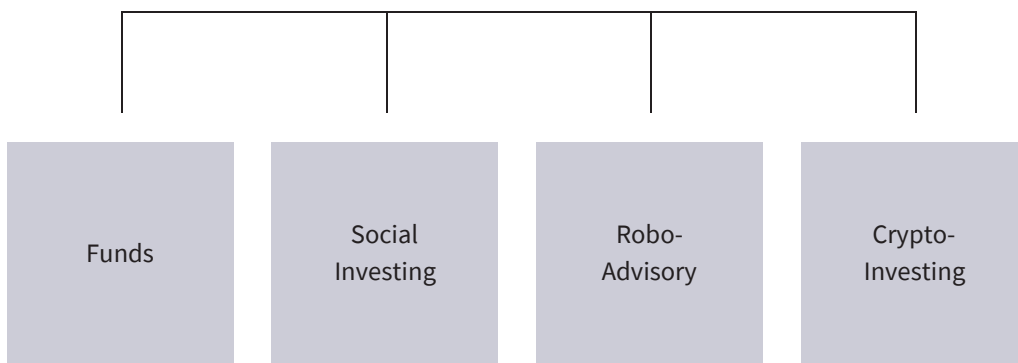 Funds
Social
Investing
Robo-
Advisory
Crypto-
Investing